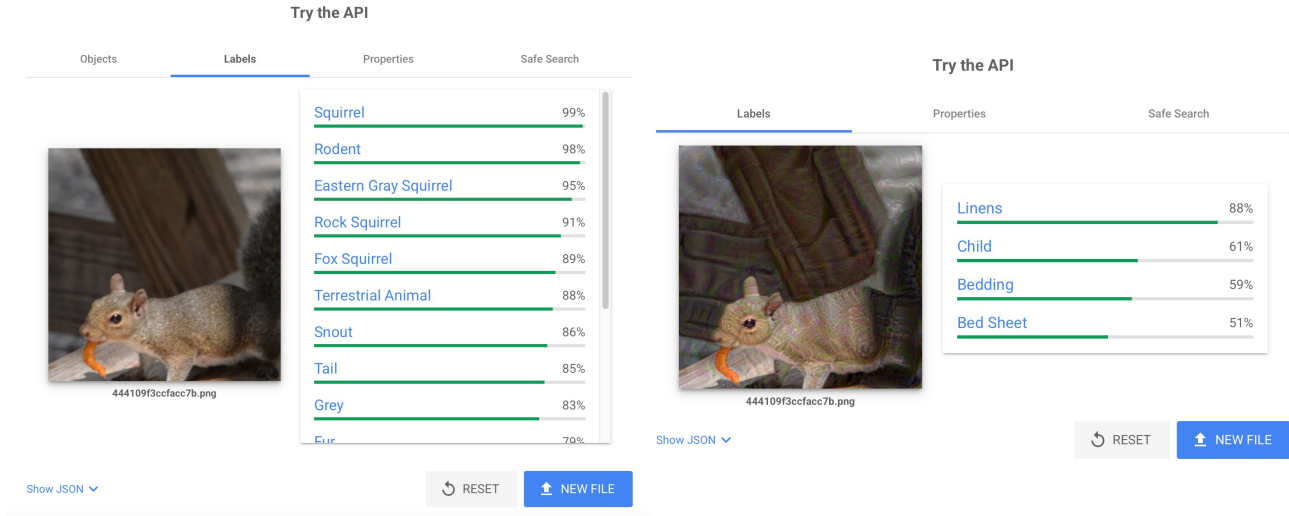 Try the API
Objects Labels Properties Safe Search
Squirrel 99%
Rodent 98%
Eastern Gray Squirrel 95%
Rock Squirrel 91%
Fox Squirrel 89%
Terrestrial Animal 88%
Snout 86%
Tail 85%
Grey 83%
Fur 79%
444109f3ccfacc7b.png
Show JSON RESET NEW FILE
Try the API
Labels Properties Safe Search
Linens 88%
Child 61%
Bedding 59%
Bed Sheet 51%
444109f3ccfacc7b.png
Show JSON RESET NEW FILE